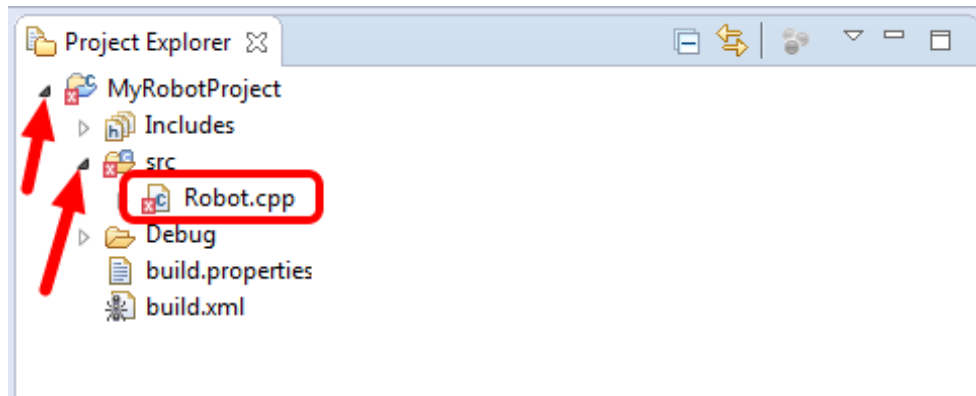 Project Explorer
MyRobotProject
Includes
src
Robot.cpp
Debug
build.properties
build.xml